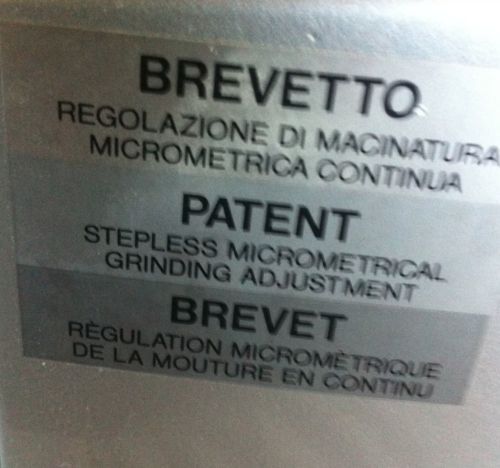 BREVETTO
REGOLAZIONE DI MACINATURA
MICROMETRICA CONTINUA
PATENT
STEPLESS MICROMETRICAL
GRINDING ADJUSTMENT
BREVET
RÈGULATION MICROMÈTRIQUE
DE LA MOUTURE EN CONTINU